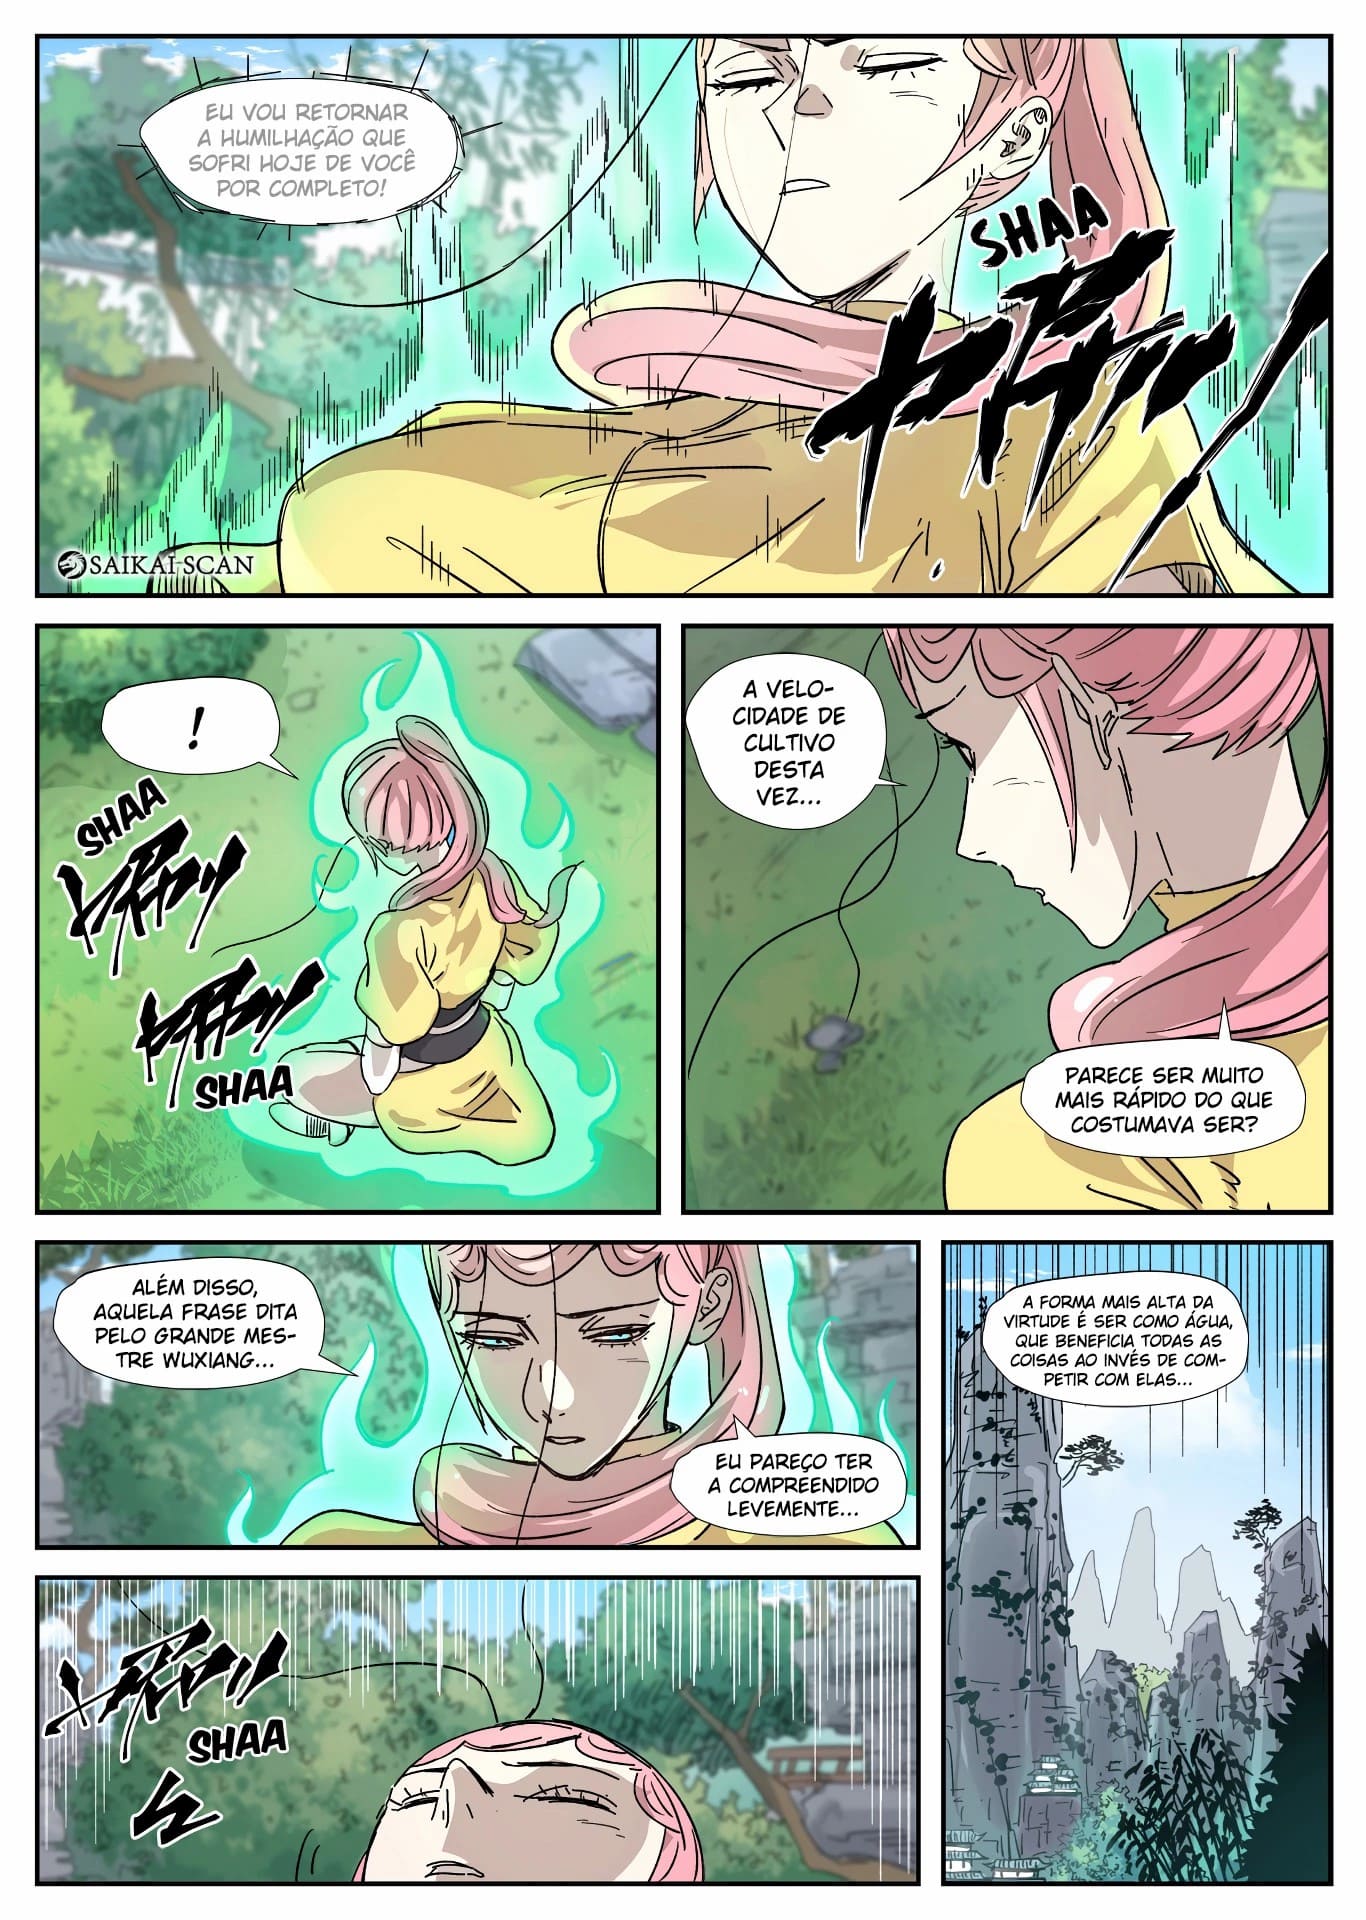 EU VOU RETORNAR
A HUMILHAÇÃO QUE
SOFRI HOJE DE VOCÊ
POR COMPLETO!
SHAA
SAIKAI SCAN
!
SHAA
SHAA
A VELO-
CIDADE DE
CULTIVO
DESTA
VEZ...
PARECE SER MUITO
MAIS RÁPIDO DO QUE
COSTUMAVA SER?
ALÉM DISSO,
AQUELA FRASE DITA
PELO GRANDE MES-
TRE WUXIANG...
EU PAREÇO TER
A COMPREENDIDO
LEVEMENTE...
A FORMA MAIS ALTA DA
VIRTUDE É SER COMO ÁGUA,
QUE BENEFICIA TODAS AS
COISAS AO INVÉS DE COM-
PETIR COM ELAS...
SHAA